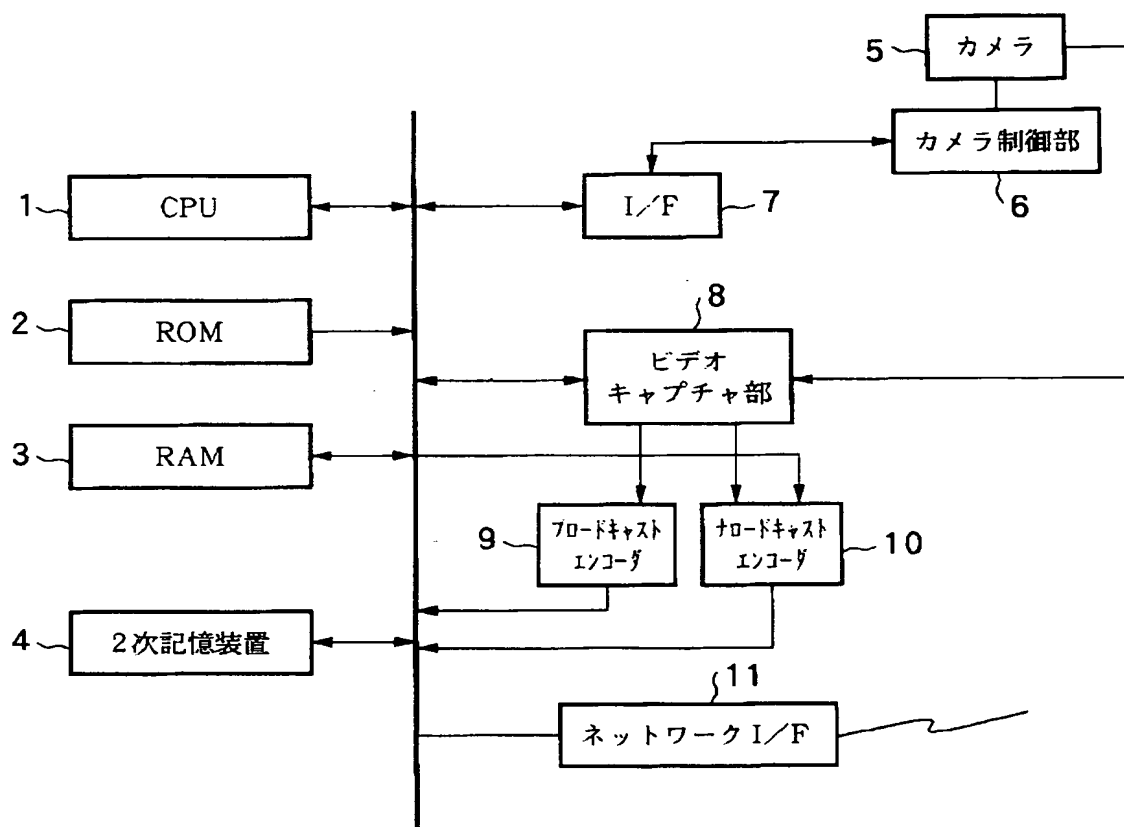 5 カメラ
カメラ制御部
6
1 CPU
I/F 7
2 ROM
8
ビデオ
キャプチャ部
3 RAM
9 ブロードキャスト
エンコーダ
ナロードキャスト 10
エンコーダ
4 2次記憶装置
11
ネットワークI/F